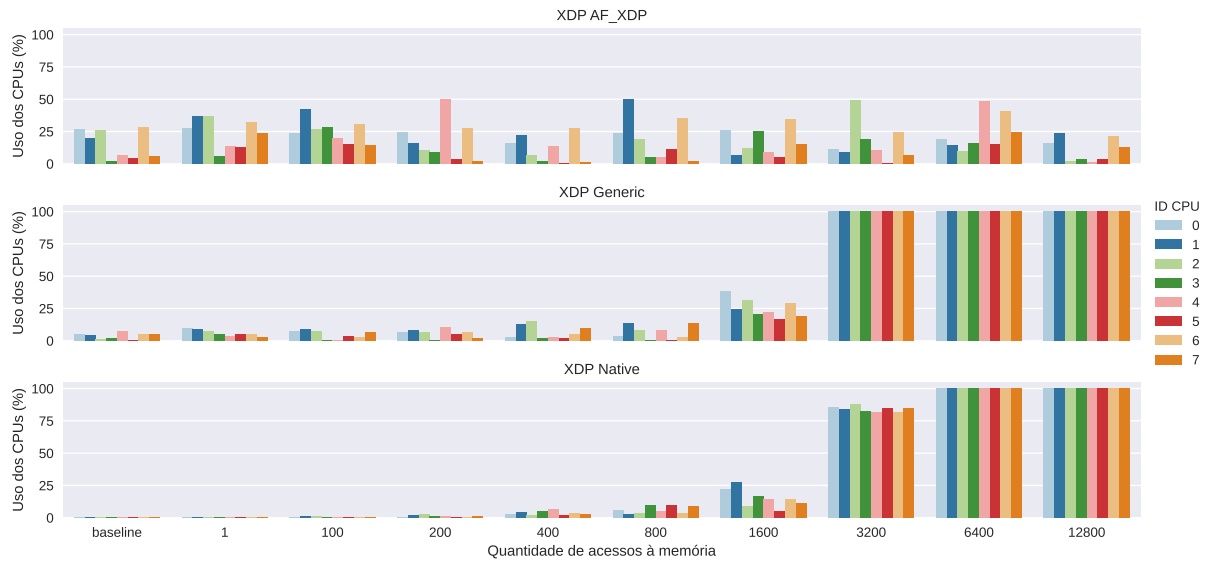 XDP AF_XDP
Uso dos CPUs (%)
100
75
50
25
0
XDP Generic
Uso dos CPUs (%)
100
75
50
25
0
ID CPU
0
1
2
3
4
5
6
7
XDP Native
Uso dos CPUs (%)
100
75
50
25
0
baseline 1 100 200 400 800 1600 3200 6400 12800
Quantidade de acessos à memória